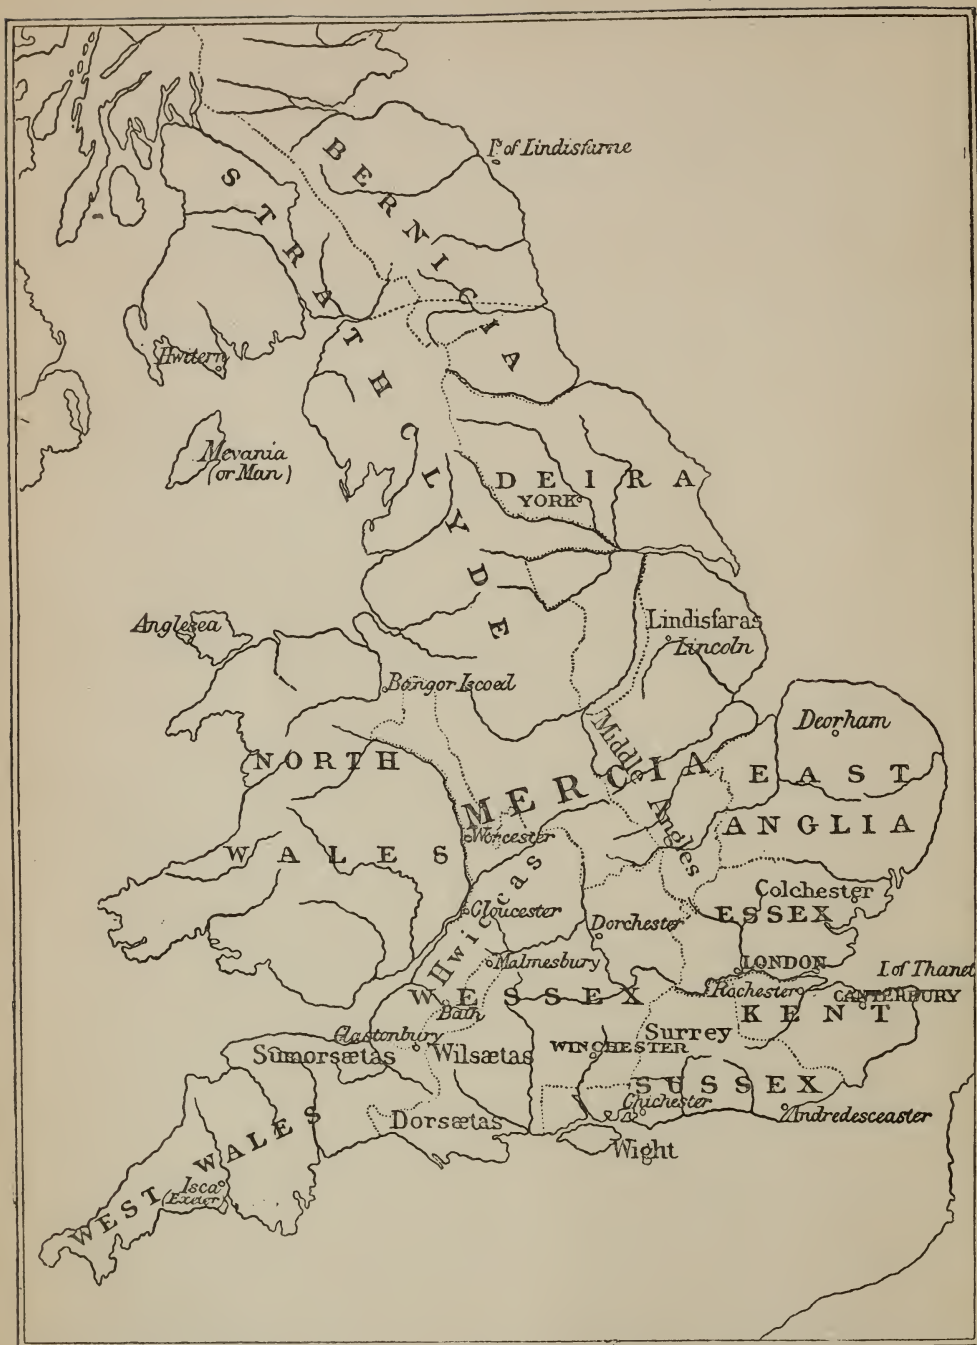 I. of Lindisfarne
BERNICIA
STRATHCLYDE
Hwitern
Mevania
(or Man)
DEIRA
YORK
Anglesea
Lindisfaras
Lincoln
Bangor Iscoed
Deorham
Middle Angles
NORTH
MERCIA
EAST
ANGLIA
Worcester
WALES
Colchester
ESSEX
Hwiccas
Gloucester
Dorchester
Malmesbury
LONDON
I. of Thanet
Rochester
CANTERBURY
WESSEX
Bath
KENT
Glastonbury
Surrey
Sumorsætas
Wilsætas
WINCHESTER
SUSSEX
Chichester
Andredesceaster
Dorsætas
WEST WALES
Wight
Isca
(Exeter)